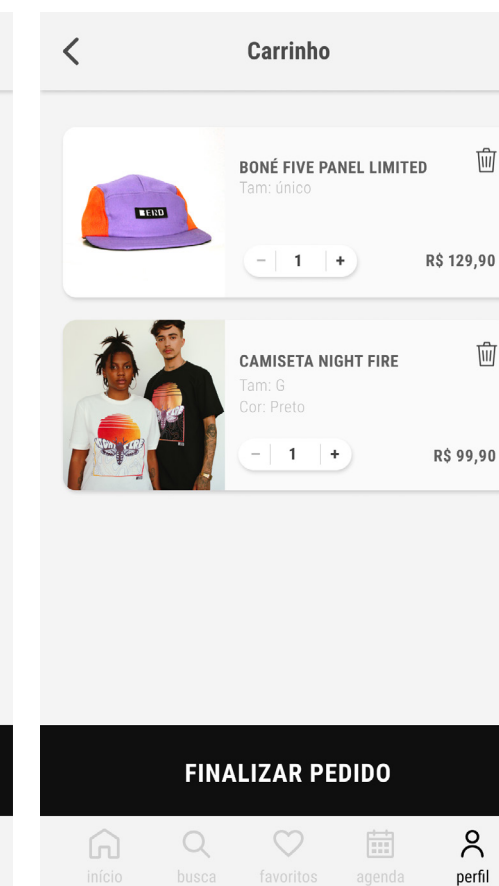 Carrinho
BONÉ FIVE PANEL LIMITED
Tam: único
− 1 +
R$ 129,90
CAMISETA NIGHT FIRE
Tam: G
Cor: Preto
− 1 +
R$ 99,90
FINALIZAR PEDIDO
início
busca
favoritos
agenda
perfil